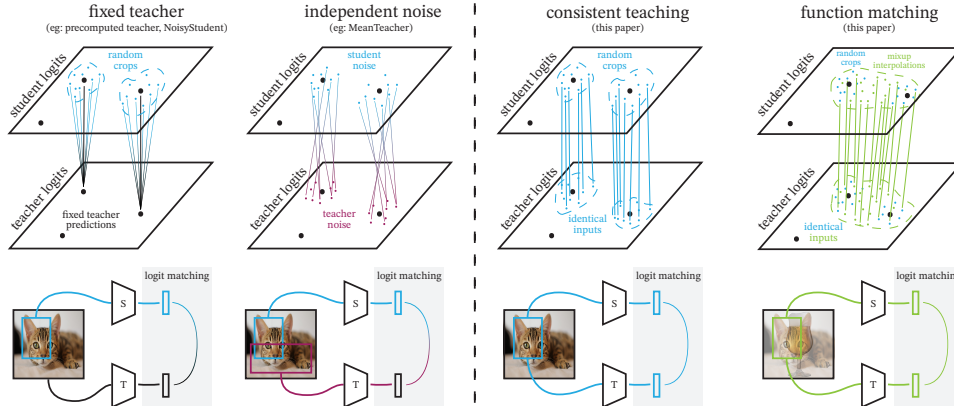 fixed teacher
(eg: precomputed teacher, NoisyStudent)
random
crops
student logits
teacher logits
fixed teacher
predictions
logit matching
S
T
independent noise
(eg: MeanTeacher)
student
noise
student logits
teacher logits
teacher
noise
logit matching
S
T
consistent teaching
(this paper)
random
crops
student logits
teacher logits
identical
inputs
logit matching
S
T
function matching
(this paper)
random
crops
mixup
interpolations
student logits
teacher logits
identical
inputs
logit matching
S
T